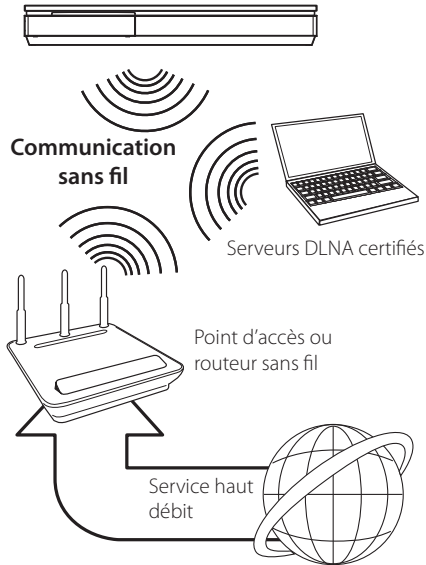 Communication
sans fil
Serveurs DLNA certifiés
Point d'accès ou
routeur sans fil
Service haut
débit